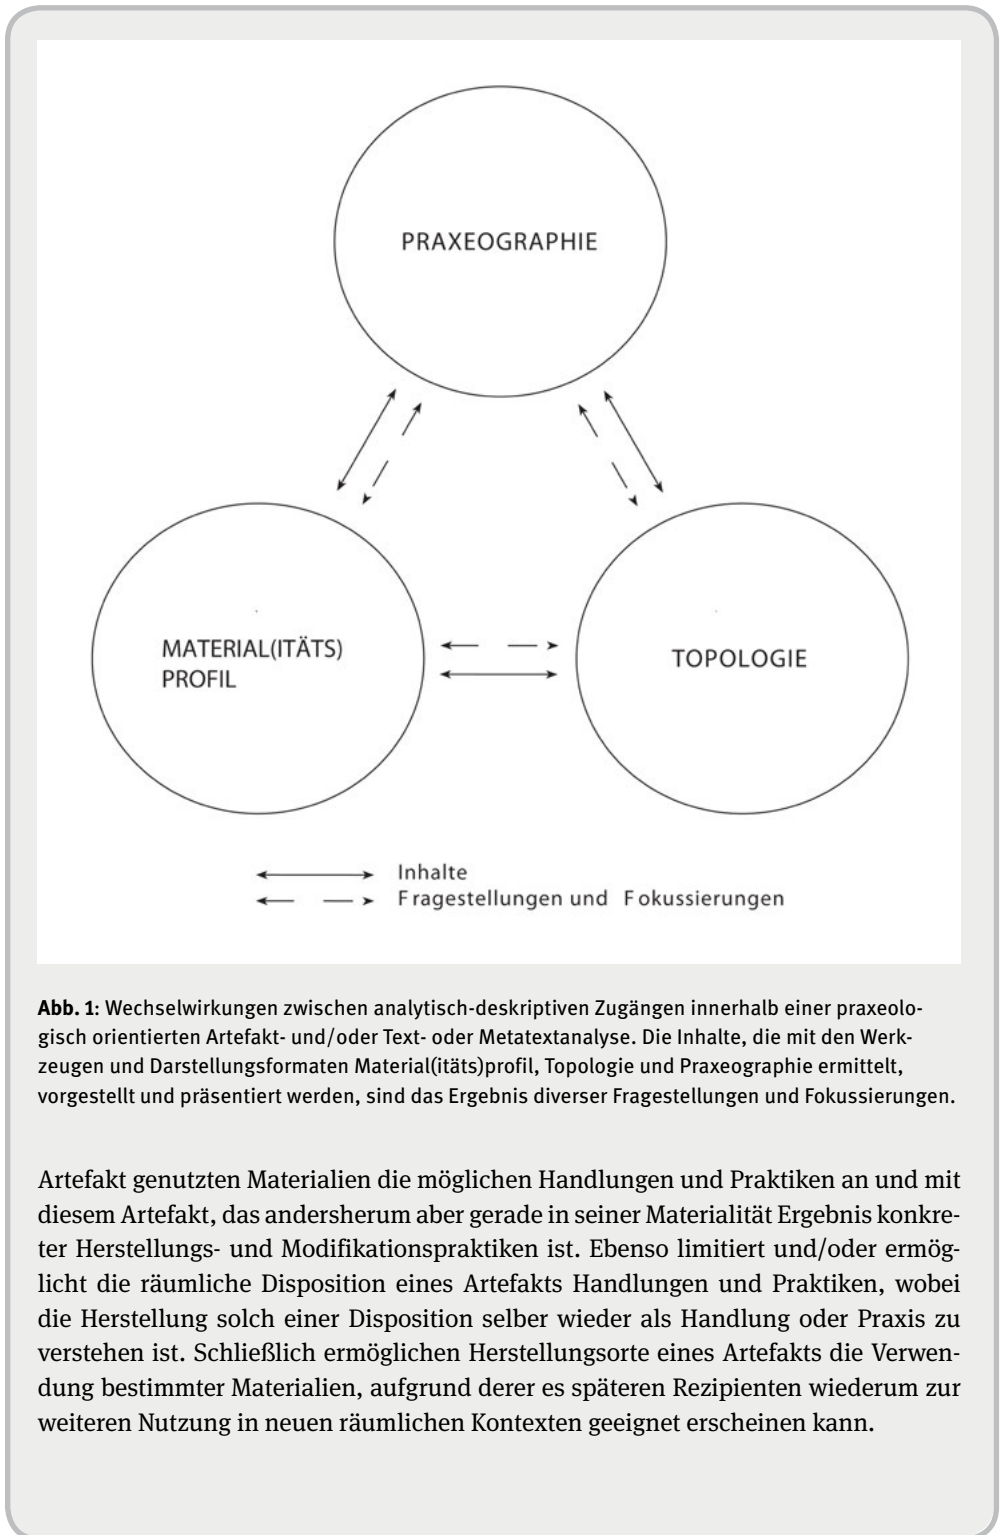 PRAXEOGRAPHIE
MATERIAL(ITÄTS)
PROFIL
TOPOLOGIE
Inhalte
Fragestellungen und Fokussierungen
Abb. 1: Wechselwirkungen zwischen analytisch-deskriptiven Zugängen innerhalb einer praxeolo-
gisch orientierten Artefakt- und/oder Text- oder Metatextanalyse. Die Inhalte, die mit den Werk-
zeugen und Darstellungsformaten Material(itäts)profil, Topologie und Praxeographie ermittelt,
vorgestellt und präsentiert werden, sind das Ergebnis diverser Fragestellungen und Fokussierungen.
Artefakt genutzten Materialien die möglichen Handlungen und Praktiken an und mit
diesem Artefakt, das andersherum aber gerade in seiner Materialität Ergebnis konkre-
ter Herstellungs- und Modifikationspraktiken ist. Ebenso limitiert und/oder ermög-
licht die räumliche Disposition eines Artefakts Handlungen und Praktiken, wobei
die Herstellung solch einer Disposition selber wieder als Handlung oder Praxis zu
verstehen ist. Schließlich ermöglichen Herstellungsorte eines Artefakts die Verwen-
dung bestimmter Materialien, aufgrund derer es späteren Rezipienten wiederum zur
weiteren Nutzung in neuen räumlichen Kontexten geeignet erscheinen kann.